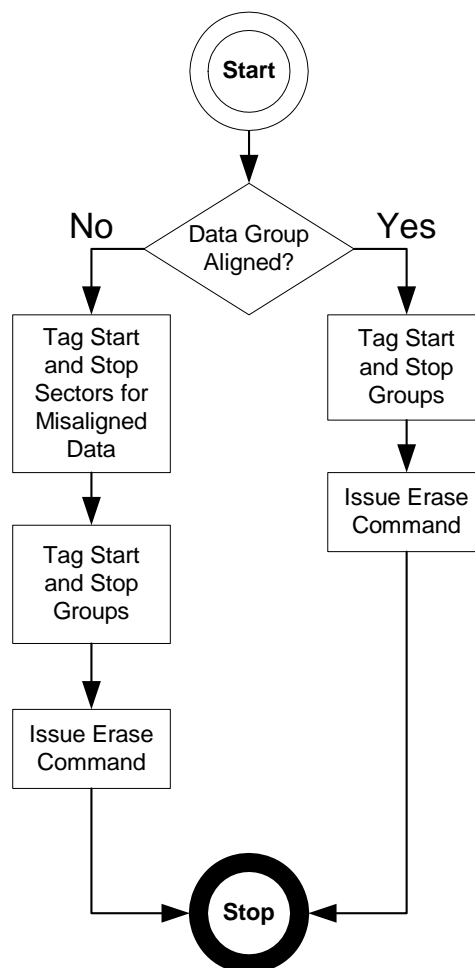 Start
Data Group
Aligned?
No
Yes
Tag Start
and Stop
Sectors for
Misaligned
Data
Tag Start
and Stop
Groups
Issue Erase
Command
Tag Start
and Stop
Groups
Issue Erase
Command
Stop